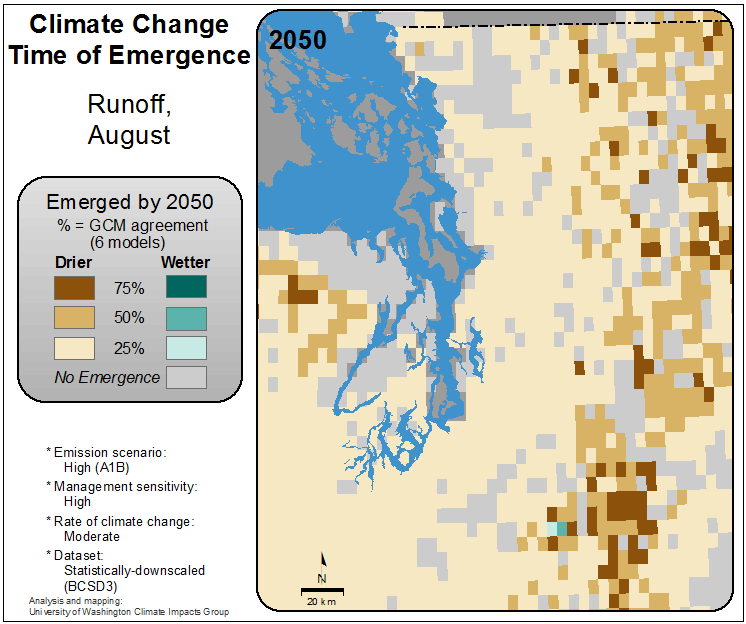 Climate Change
Time of Emergence
Runoff,
August
Emerged by 2050
% = GCM agreement
(6 models)
Drier Wetter
75%
50%
25%
No Emergence
* Emission scenario:
High (A1B)
* Management sensitivity:
High
* Rate of climate change:
Moderate
* Dataset:
Statistically-downscaled
(BCSD3)
Analysis and mapping:
University of Washington Climate Impacts Group
2050
N
20 km